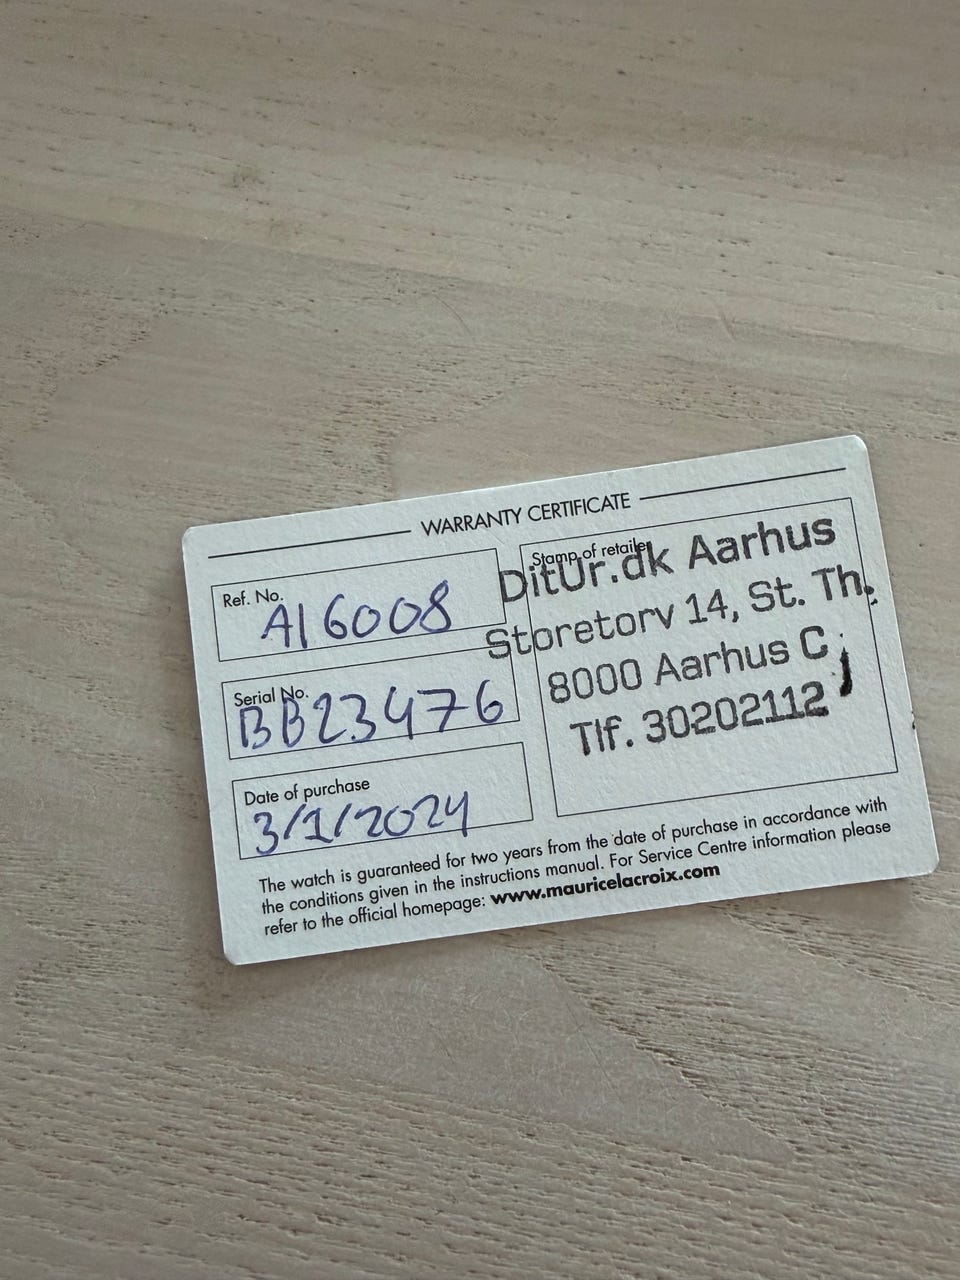 WARRANTY CERTIFICATE
Ref. No.
AI6008
Serial No.
BB23476
Date of purchase
3/1/2024
Stamp of retailer
DitUr.dk Aarhus
Storetorv 14, St. Th.
8000 Aarhus C
Tlf. 30202112
The watch is guaranteed for two years from the date of purchase in accordance with
the conditions given in the instructions manual. For Service Centre information please
refer to the official homepage: www.mauricelacroix.com